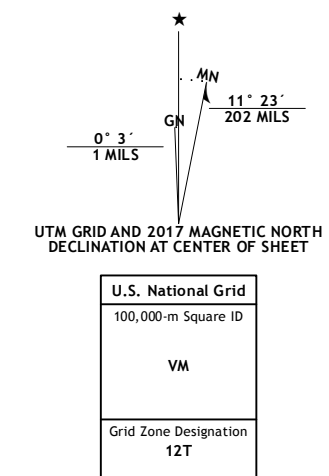 ★
MN
11° 23´
202 MILS
GN
0° 3´
1 MILS
UTM GRID AND 2017 MAGNETIC NORTH
DECLINATION AT CENTER OF SHEET
U.S. National Grid
100,000-m Square ID
VM
Grid Zone Designation
12T